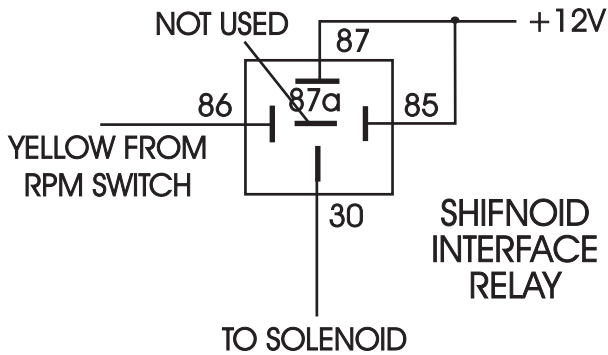 NOT USED
87
+12V
87a
86
85
YELLOW FROM
RPM SWITCH
30
SHIFNOID
INTERFACE
RELAY
TO SOLENOID